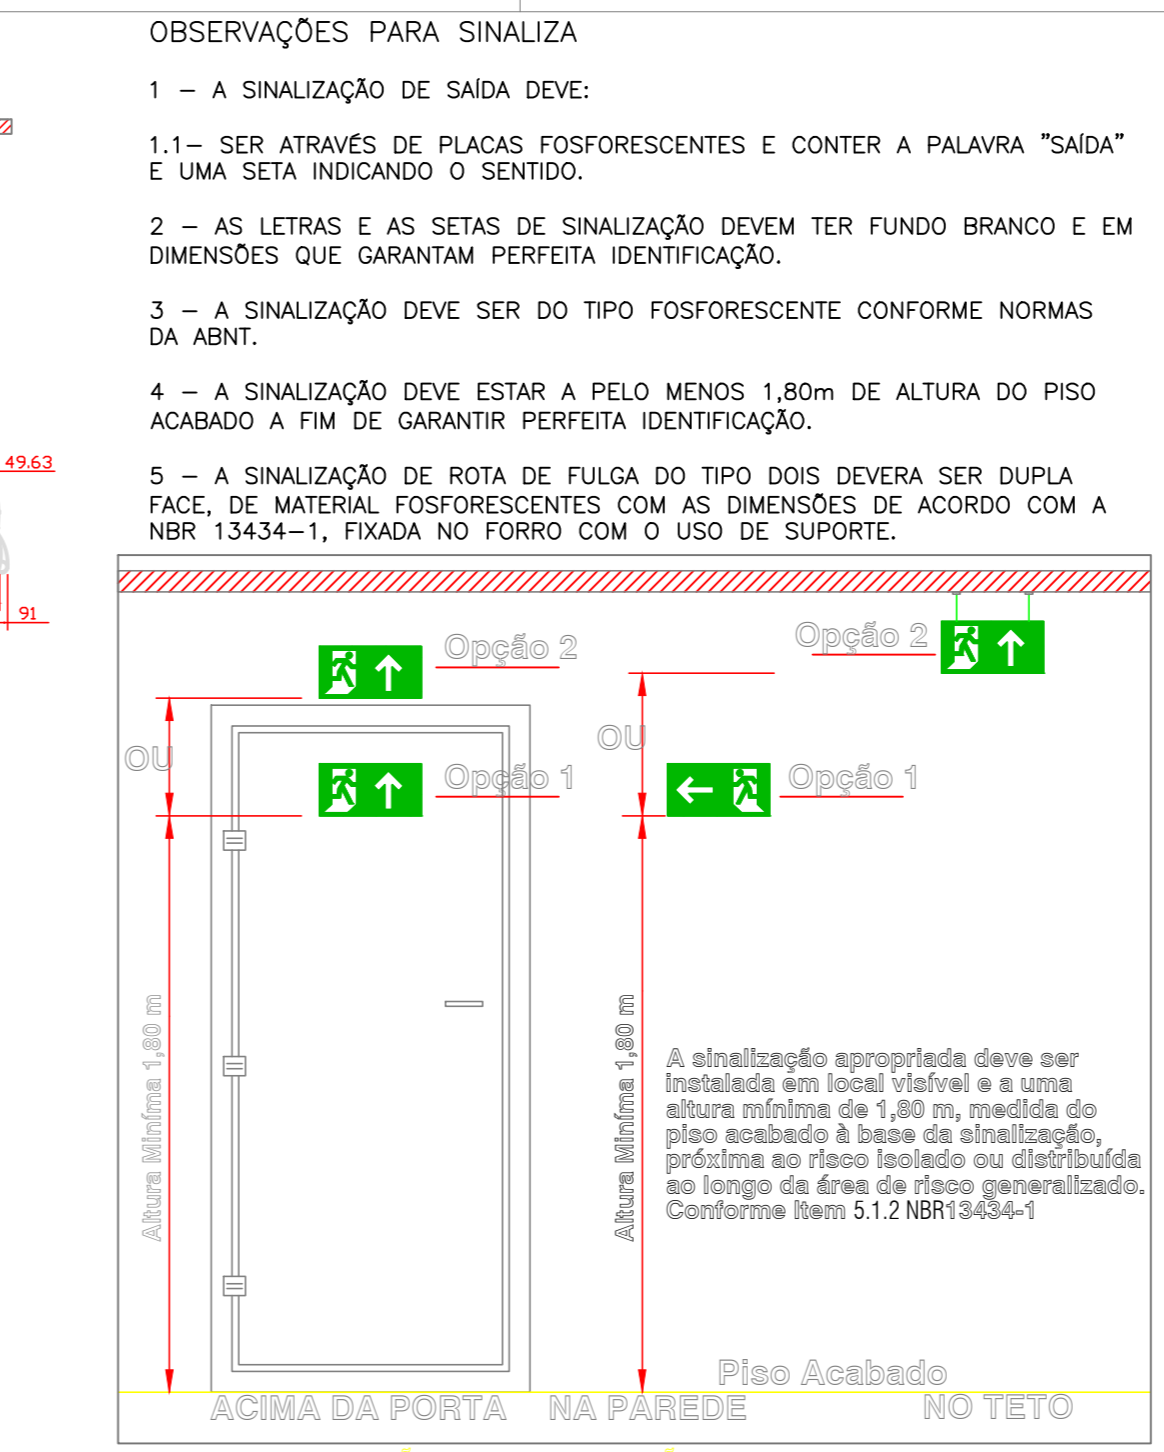 OBSERVAÇÕES PARA SINALIZA
1 – A SINALIZAÇÃO DE SAÍDA DEVE:
1.1– SER ATRAVÉS DE PLACAS FOSFORESCENTES E CONTER A PALAVRA "SAÍDA"
E UMA SETA INDICANDO O SENTIDO.
2 – AS LETRAS E AS SETAS DE SINALIZAÇÃO DEVEM TER FUNDO BRANCO E EM
DIMENSÕES QUE GARANTAM PERFEITA IDENTIFICAÇÃO.
3 – A SINALIZAÇÃO DEVE SER DO TIPO FOSFORESCENTE CONFORME NORMAS
DA ABNT.
4 – A SINALIZAÇÃO DEVE ESTAR A PELO MENOS 1,80m DE ALTURA DO PISO
ACABADO A FIM DE GARANTIR PERFEITA IDENTIFICAÇÃO.
49.63
5 – A SINALIZAÇÃO DE ROTA DE FULGA DO TIPO DOIS DEVERA SER DUPLA
FACE, DE MATERIAL FOSFORESCENTES COM AS DIMENSÕES DE ACORDO COM A
NBR 13434–1, FIXADA NO FORRO COM O USO DE SUPORTE.
91
Opção 2
Opção 2
OU
OU
Opção 1
Opção 1
Altura Miníma 1,80 m
Altura Miníma 1,80 m
A sinalização apropriada deve ser
instalada em local visível e a uma
altura mínima de 1,80 m, medida do
piso acabado à base da sinalização,
próxima ao risco isolado ou distribuída
ao longo da área de risco generalizado.
Conforme Item 5.1.2 NBR13434-1
Piso Acabado
ACIMA DA PORTA
NA PAREDE
NO TETO